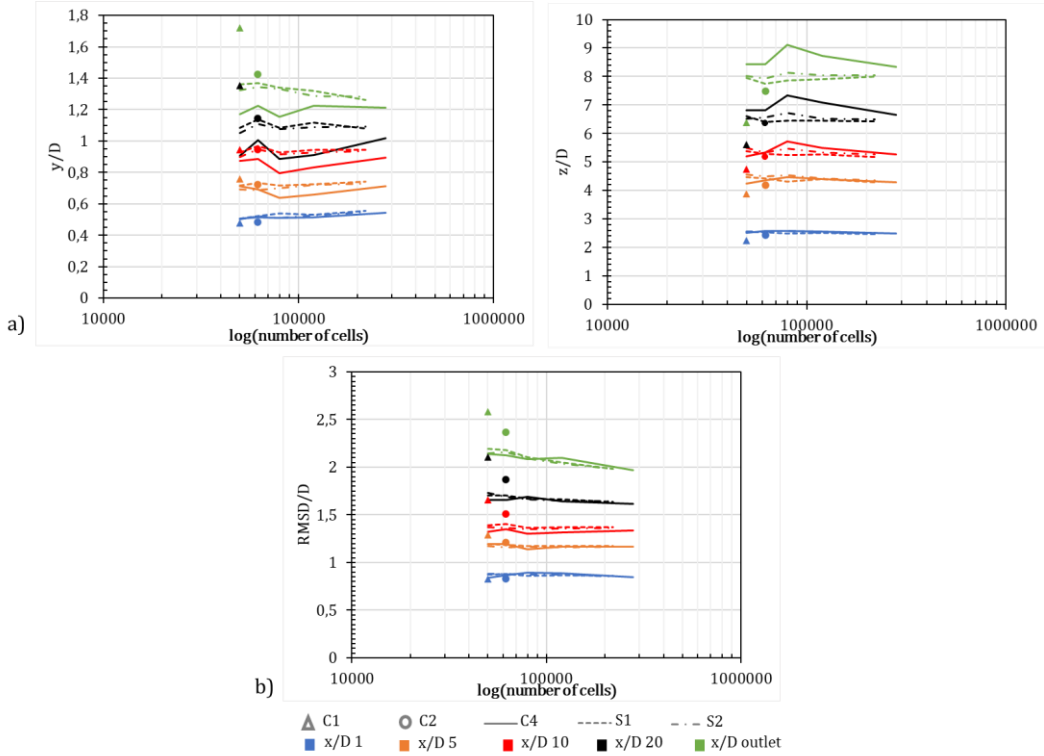 1,8
1,6
1,4
1,2
1
0,8
0,6
0,4
0,2
0
y/D
10000 100000 1000000
log(number of cells)
a)
10
9
8
7
6
5
4
3
2
1
0
z/D
10000 100000 1000000
log(number of cells)
3
2,5
2
1,5
1
0,5
0
RMSD/D
10000 100000 1000000
log(number of cells)
b)
C1 C2 C4 S1 S2
x/D 1 x/D 5 x/D 10 x/D 20 x/D outlet